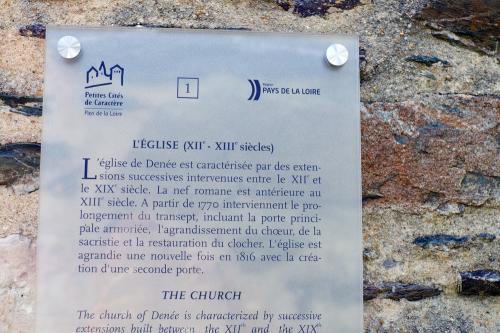 Petites Cités
de Caractère
Pays de la Loire
1
Région
PAYS DE LA LOIRE
L'ÉGLISE (XIIe - XIIIe siècles)
L'église de Denée est caractérisée par des exten-
sions successives intervenues entre le XIIe et
le XIXe siècle. La nef romane est antérieure au
XIIIe siècle. A partir de 1770 interviennent le pro-
longement du transept, incluant la porte princi-
pale armoriée, l'agrandissement du chœur, de la
sacristie et la restauration du clocher. L'église est
agrandie une nouvelle fois en 1816 avec la créa-
tion d'une seconde porte.
THE CHURCH
The church of Denée is characterized by successive
extensions built between the XIIth and the XIXth